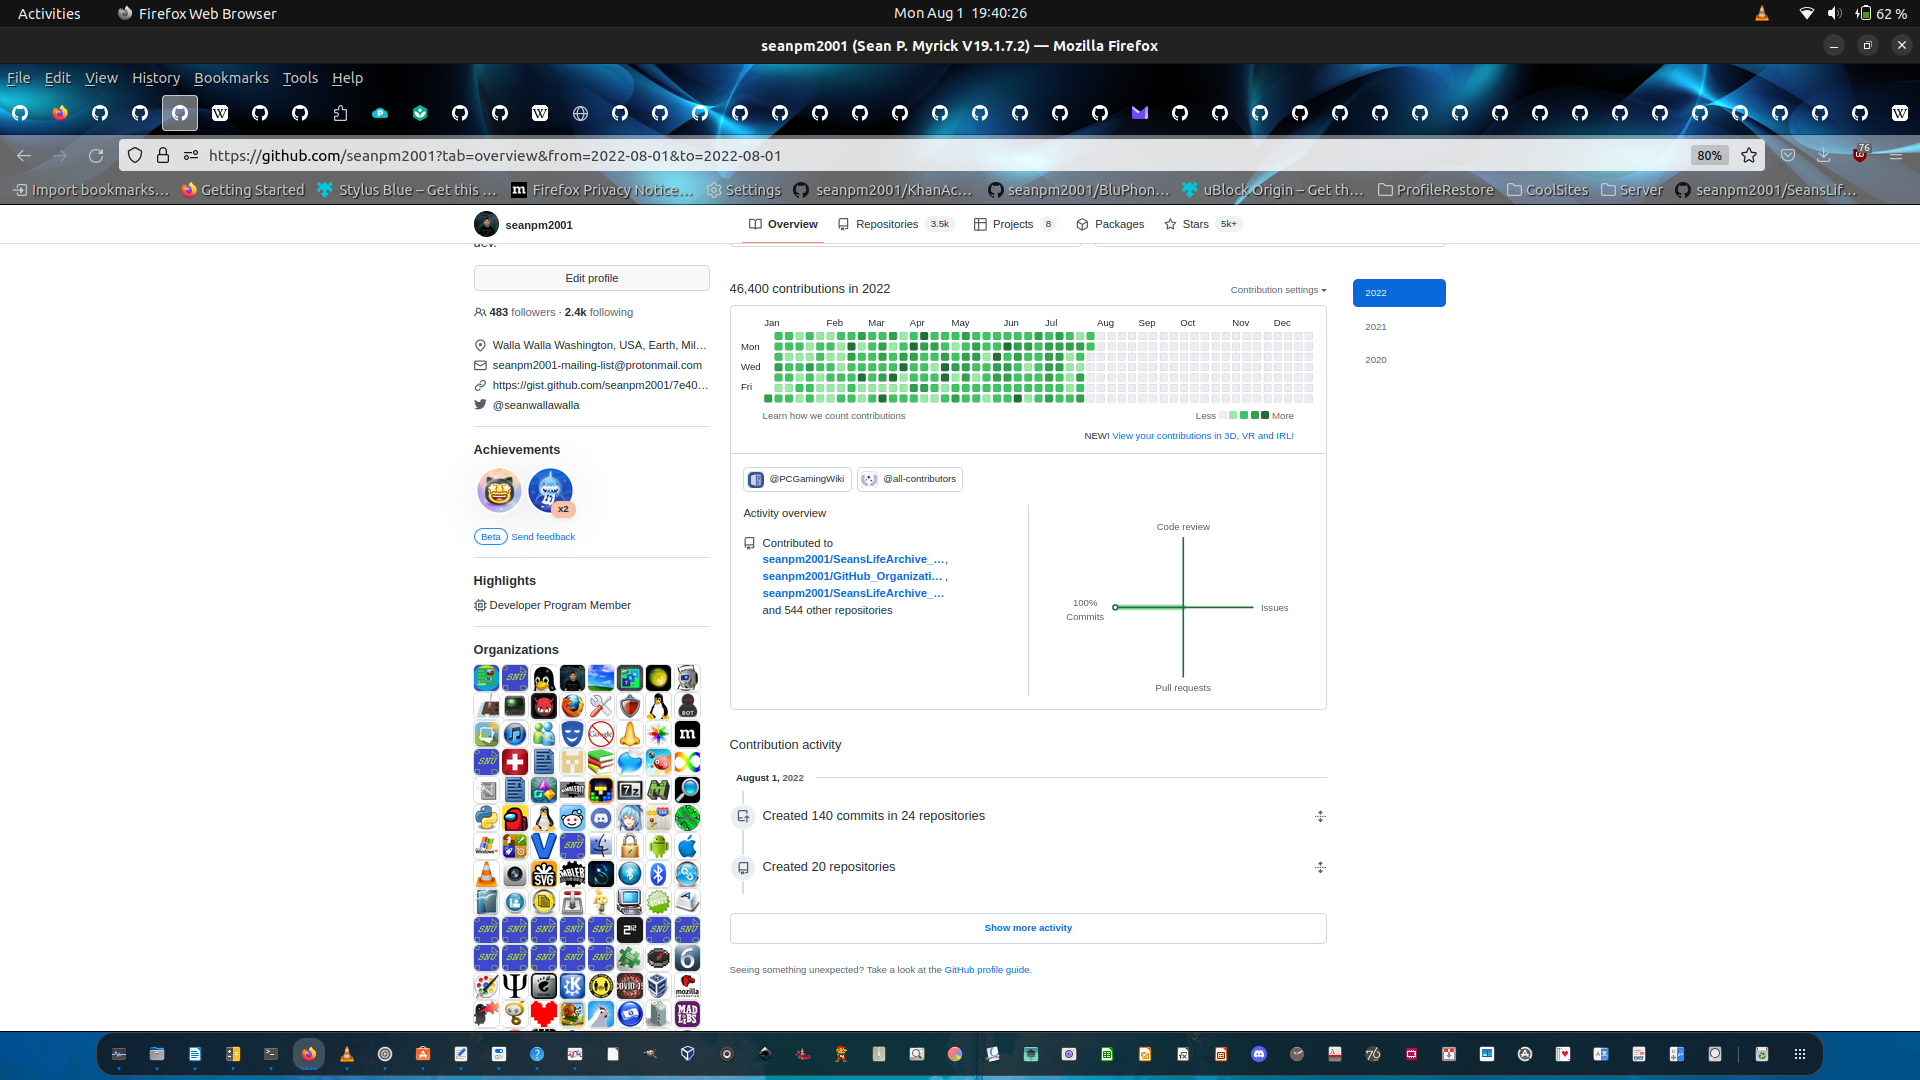 Activities
Firefox Web Browser
Mon Aug 1 19:40:26
62 %
seanpm2001 (Sean P. Myrick V19.1.7.2) — Mozilla Firefox
File Edit View History Bookmarks Tools Help
https://github.com/seanpm2001?tab=overview&from=2022-08-01&to=2022-08-01
80%
76
Import bookmarks...
Getting Started
Stylus Blue – Get this ...
Firefox Privacy Notice...
Settings
seanpm2001/KhanAc...
seanpm2001/BluPhon...
uBlock Origin – Get th...
ProfileRestore
CoolSites
Server
seanpm2001/SeansLif...
seanpm2001
Overview
Repositories 3.5k
Projects 8
Packages
Stars 5k+
dev.
Edit profile
483 followers · 2.4k following
Walla Walla Washington, USA, Earth, Mil...
seanpm2001-mailing-list@protonmail.com
https://gist.github.com/seanpm2001/7e40...
@seanwallawalla
Achievements
x2
Beta Send feedback
Highlights
Developer Program Member
Organizations
46,400 contributions in 2022
Contribution settings
2022
2021
2020
Jan Feb Mar Apr May Jun Jul Aug Sep Oct Nov Dec
Mon
Wed
Fri
Learn how we count contributions
Less More
NEW! View your contributions in 3D, VR and IRL!
@PCGamingWiki
@all-contributors
Activity overview
Contributed to
seanpm2001/SeansLifeArchive_...,
seanpm2001/GitHub_Organizati... ,
seanpm2001/SeansLifeArchive_...
and 544 other repositories
Code review
100%
Commits
Issues
Pull requests
Contribution activity
August 1, 2022
Created 140 commits in 24 repositories
Created 20 repositories
Show more activity
Seeing something unexpected? Take a look at the GitHub profile guide.